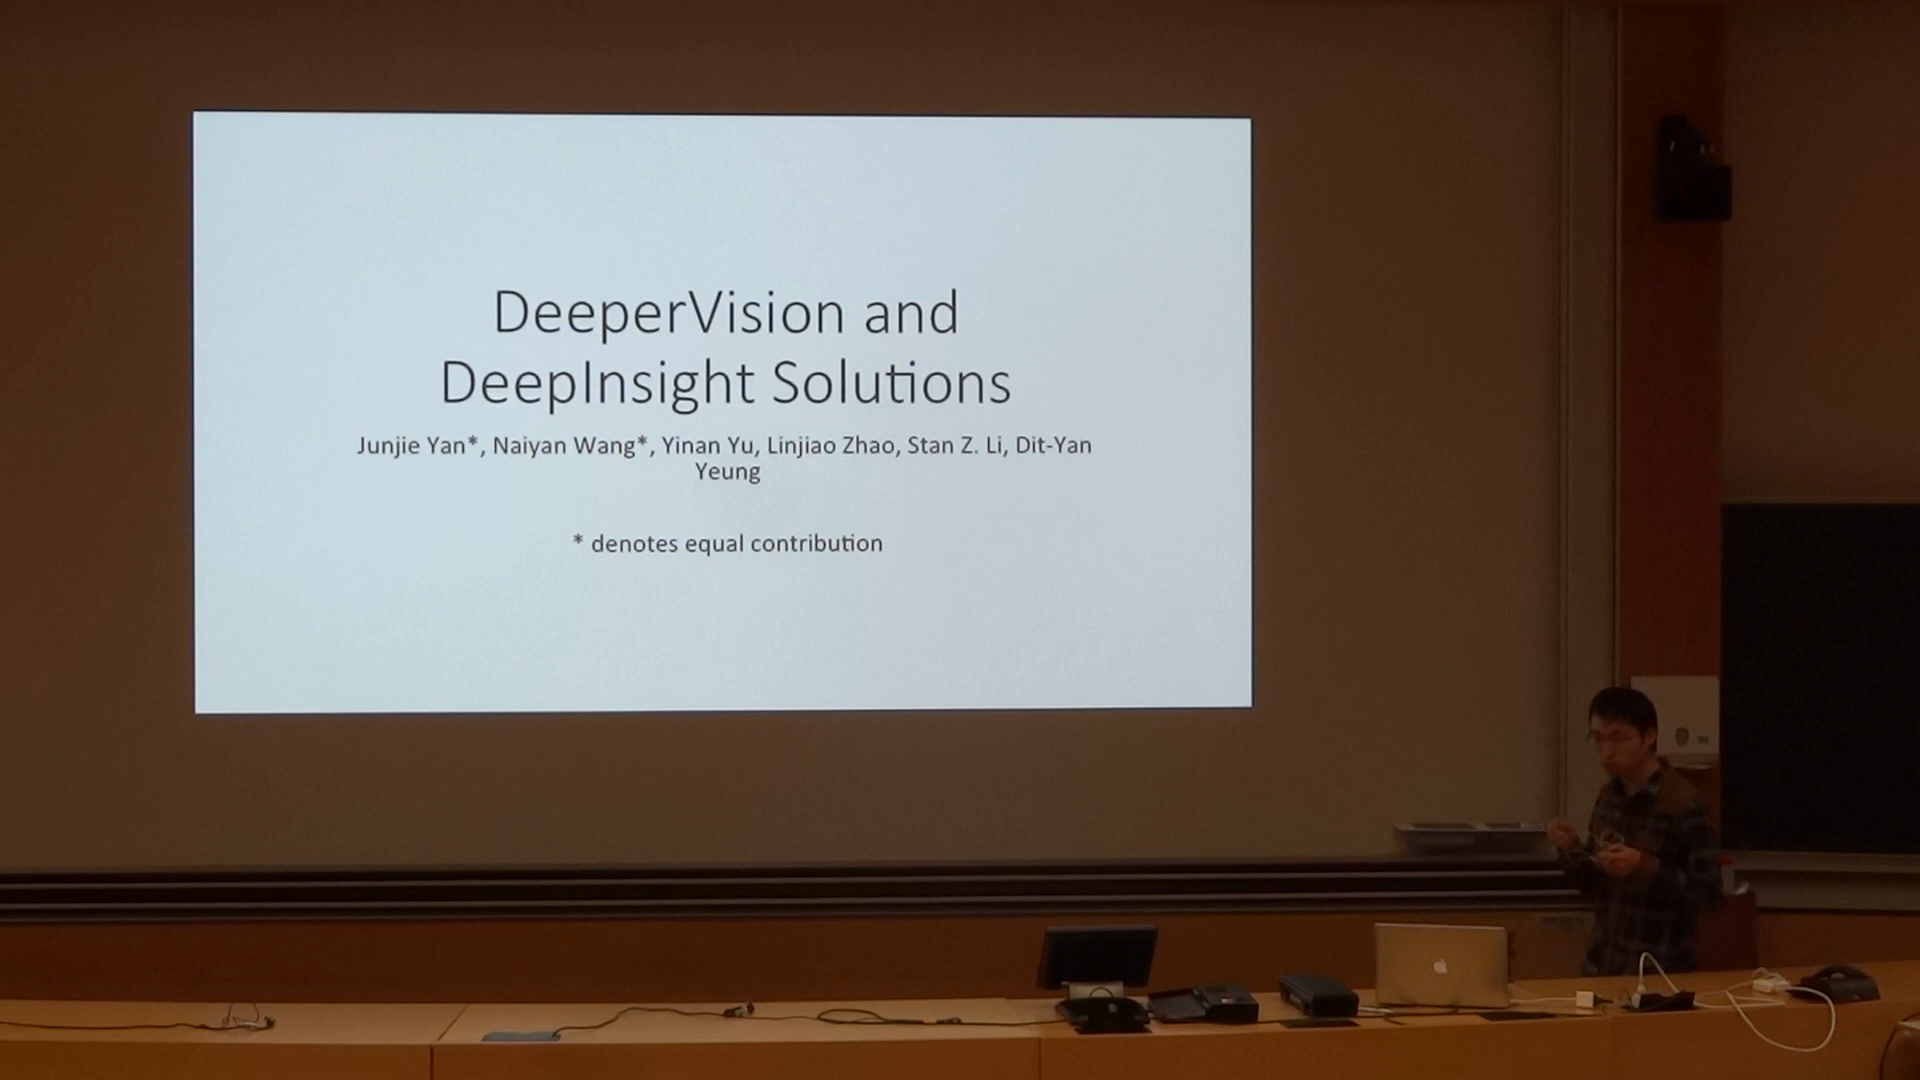 DeeperVision and
DeepInsight Solutions
Junjie Yan*, Naiyan Wang*, Yinan Yu, Linjiao Zhao, Stan Z. Li, Dit-Yan
Yeung
* denotes equal contribution